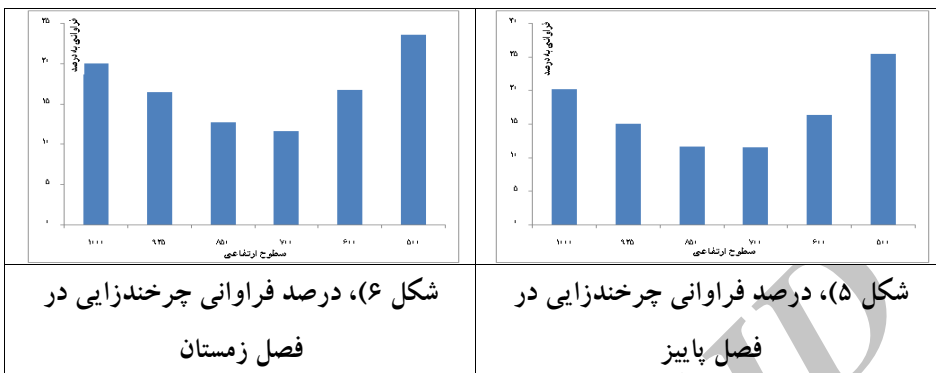 فراوانی به درصد
۳۰
۲۵
۲۰
۱۵
۱۰
۵
۰
۱۰۰۰ ۹۲۵ ۸۵۰ ۷۰۰ ۶۰۰ ۵۰۰
سطوح ارتفاعی
شکل ۵)، درصد فراوانی چرخندزایی در
فصل پاییز
فراوانی به درصد
۲۵
۲۰
۱۵
۱۰
۵
۰
۱۰۰۰ ۹۲۵ ۸۵۰ ۷۰۰ ۶۰۰ ۵۰۰
سطوح ارتفاعی
شکل ۶)، درصد فراوانی چرخندزایی در
فصل زمستان